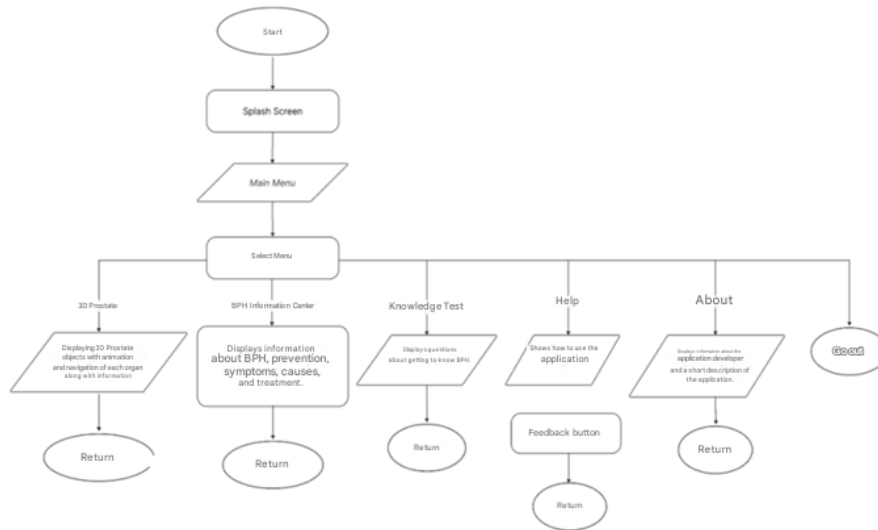 Start
Splash Screen
Main Menu
Select Menu
3D Prostate
BPH Information Center
Knowledge Test
Help
About
Displaying 3D Prostate
objects with animation
and navigation of each organ
along with information
Displays information
about BPH, prevention,
symptoms, causes,
and treatment.
Displays questions
about getting to know BPH.
Shows how to use the
application
Displays information about the
application developer
and a short description of
the application.
Go out
Return
Return
Return
Feedback button
Return
Return